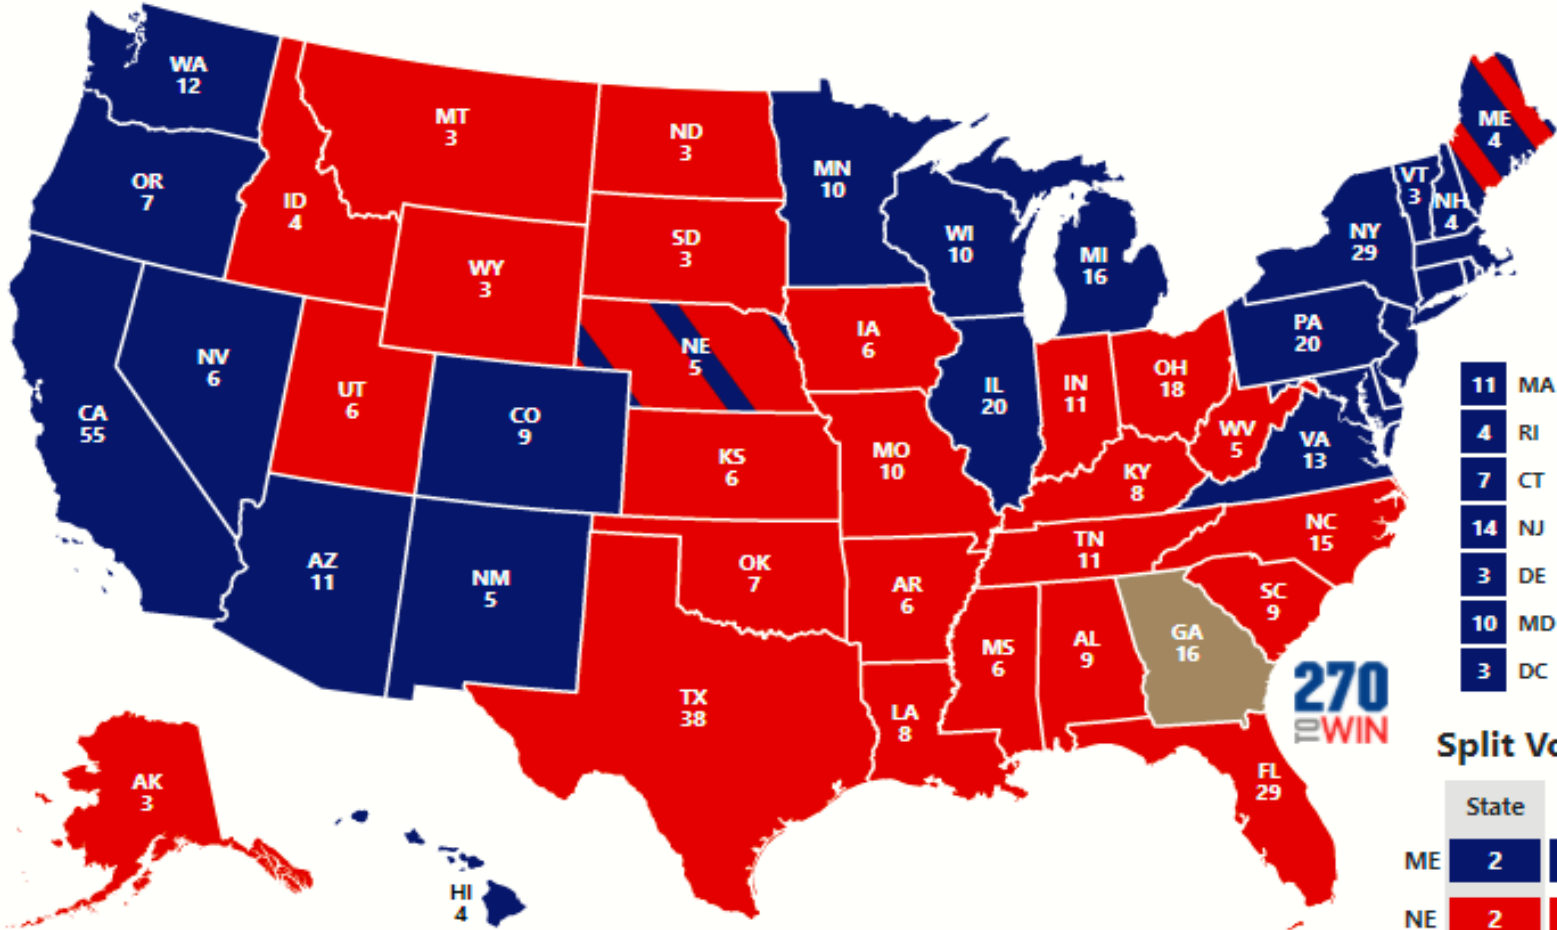 WA
12
OR
7
CA
55
NV
6
ID
4
MT
3
WY
3
UT
6
CO
9
AZ
11
NM
5
ND
3
SD
3
NE
5
KS
6
OK
7
TX
38
MN
10
IA
6
MO
10
AR
6
LA
8
WI
10
IL
20
MI
16
IN
11
OH
18
KY
8
TN
11
MS
6
AL
9
GA
16
FL
29
SC
9
NC
15
VA
13
WV
5
PA
20
NY
29
VT
3
NH
4
ME
4
AK
3
HI
4
11 MA
4 RI
7 CT
14 NJ
3 DE
10 MD
3 DC
270
TO WIN
Split Vo
State
ME 2
NE 2